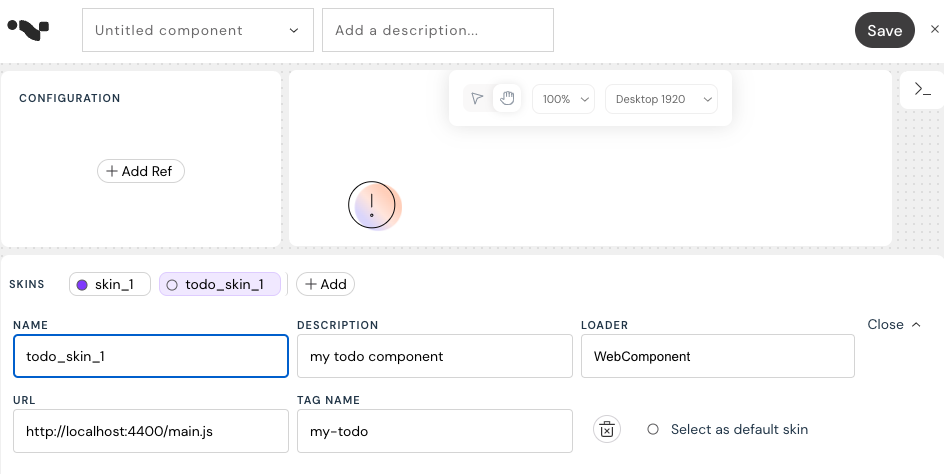 Untitled component
Add a description...
Save
CONFIGURATION
Add Ref
100%
Desktop 1920
SKINS
skin_1
todo_skin_1
Add
NAME
DESCRIPTION
LOADER
Close
todo_skin_1
my todo component
WebComponent
URL
TAG NAME
http://localhost:4400/main.js
my-todo
Select as default skin